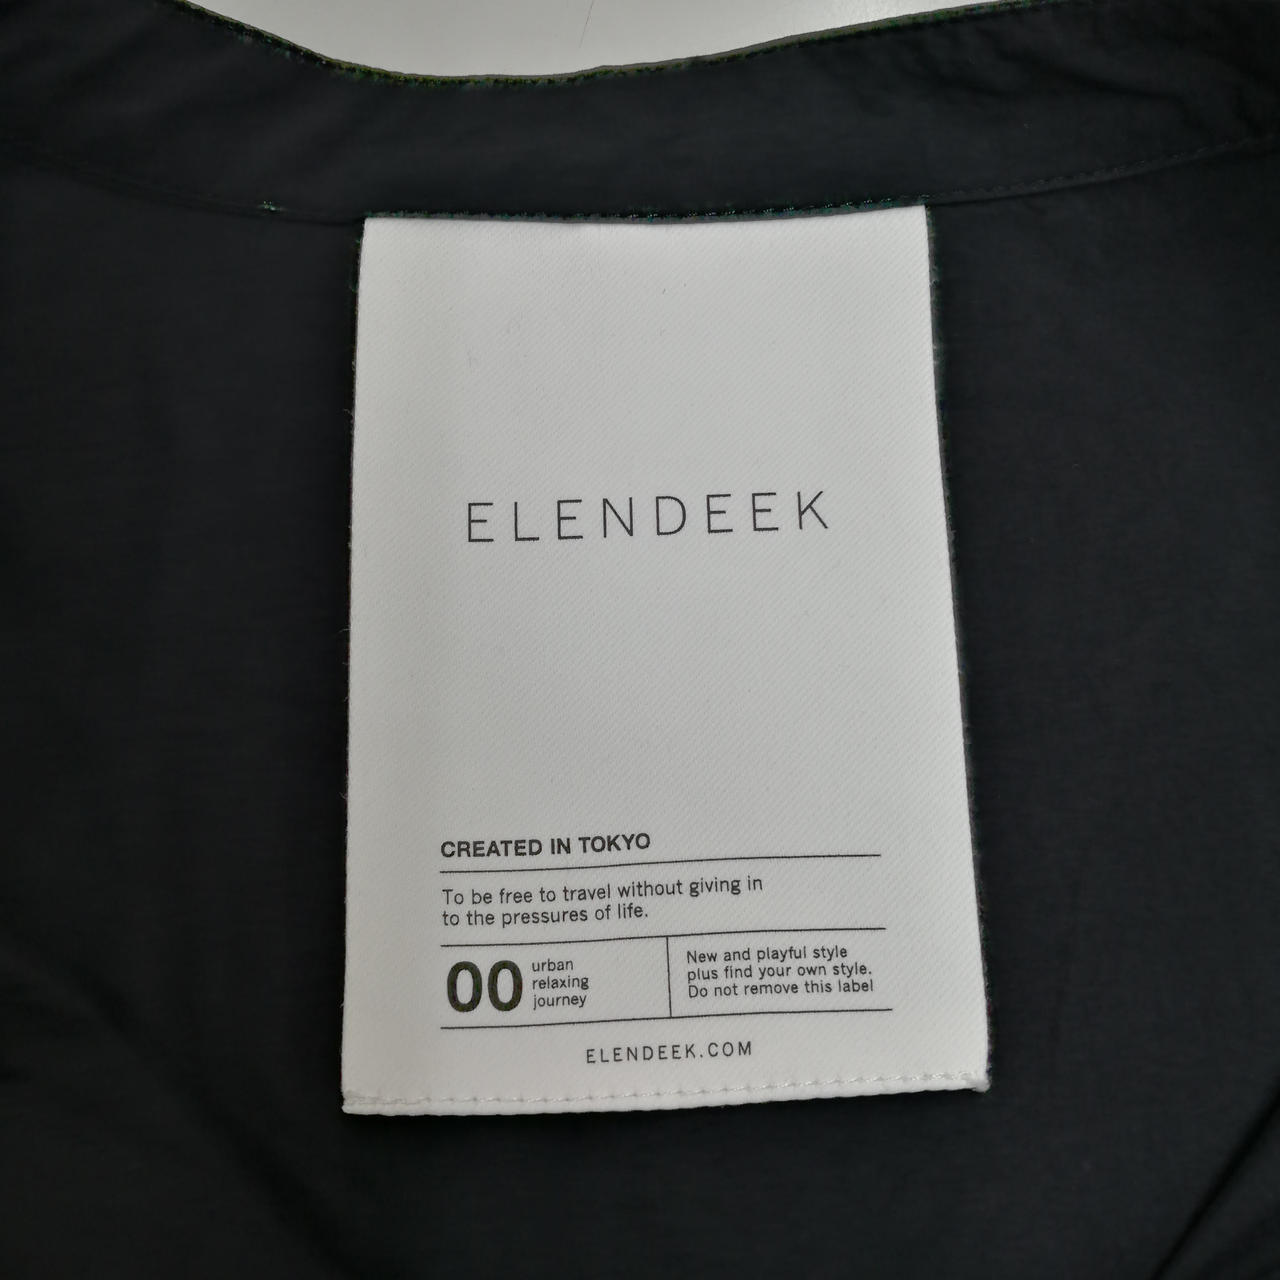 ELENDEEK
CREATED IN TOKYO
To be free to travel without giving in
to the pressures of life.
00
urban
relaxing
journey
New and playful style
plus find your own style.
Do not remove this label
ELENDEEK.COM